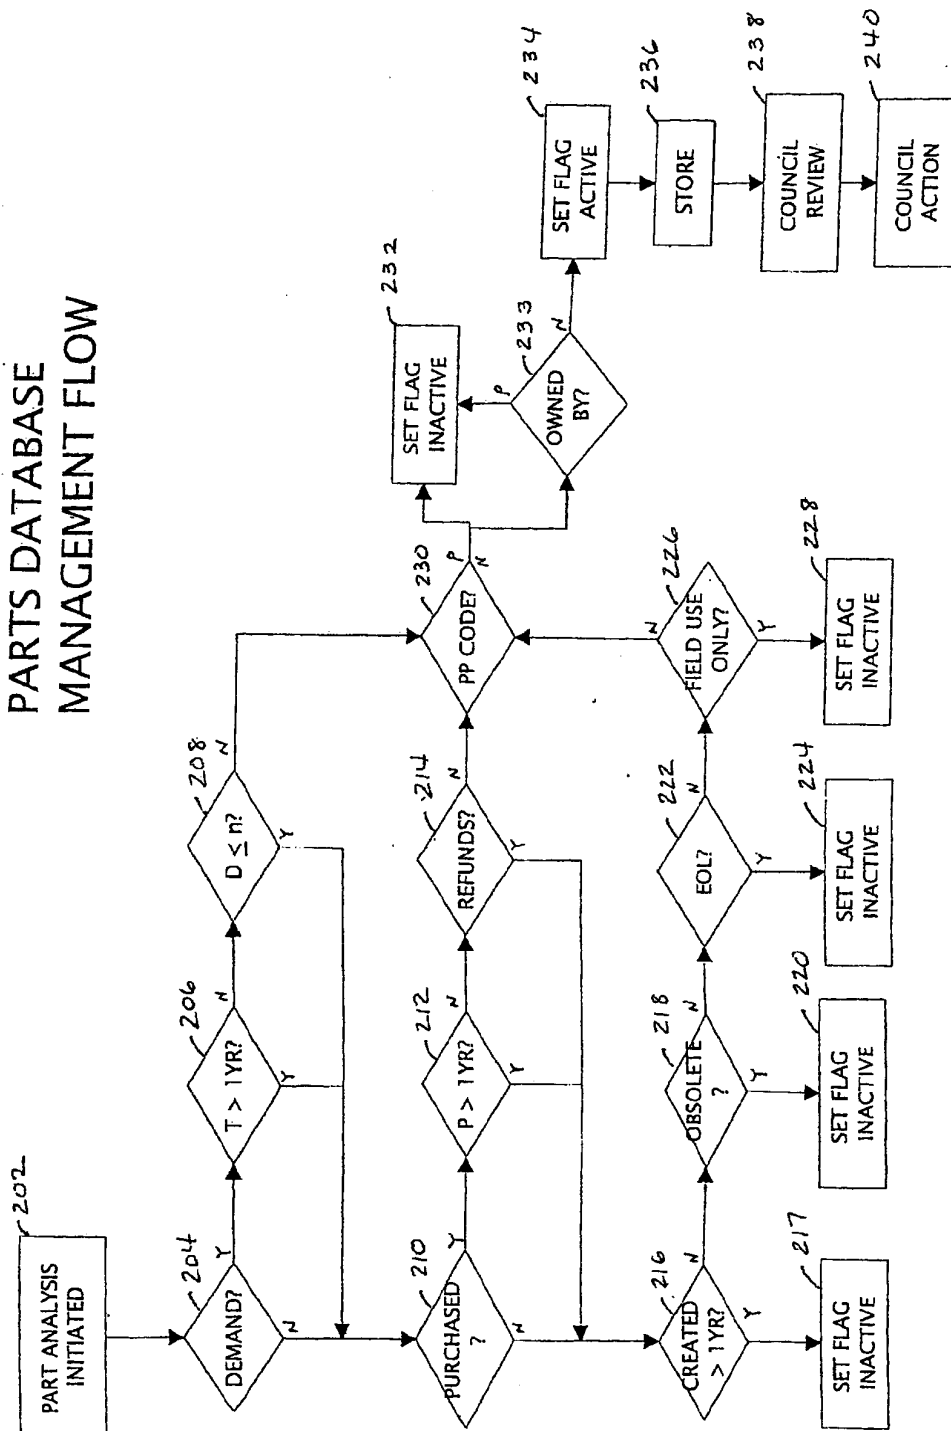 PARTS DATABASE
MANAGEMENT FLOW
202
PART ANALYSIS
INITIATED
204
DEMAND?
Y
N
206
T > 1YR?
N
Y
208
D ≤ n?
N
Y
210
PURCHASED
?
Y
N
212
P > 1YR?
N
Y
214
REFUNDS?
N
Y
216
CREATED
> 1YR?
N
Y
217
SET FLAG
INACTIVE
218
OBSOLETE
?
N
Y
220
SET FLAG
INACTIVE
222
EOL?
N
Y
224
SET FLAG
INACTIVE
226
FIELD USE
ONLY?
N
Y
228
SET FLAG
INACTIVE
230
PP CODE?
P
N
232
SET FLAG
INACTIVE
233
OWNED
BY?
P
N
234
SET FLAG
ACTIVE
236
STORE
238
COUNCIL
REVIEW
240
COUNCIL
ACTION